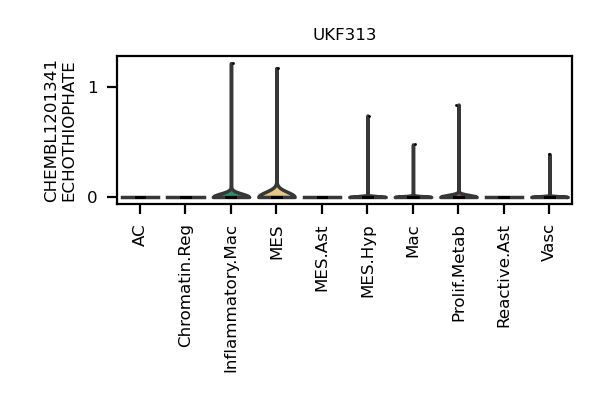 UKF313
CHEMBL1201341
ECHOTHIOPHATE
1
0
AC
Chromatin.Reg
Inflammatory.Mac
MES
MES.Ast
MES.Hyp
Mac
Prolif.Metab
Reactive.Ast
Vasc